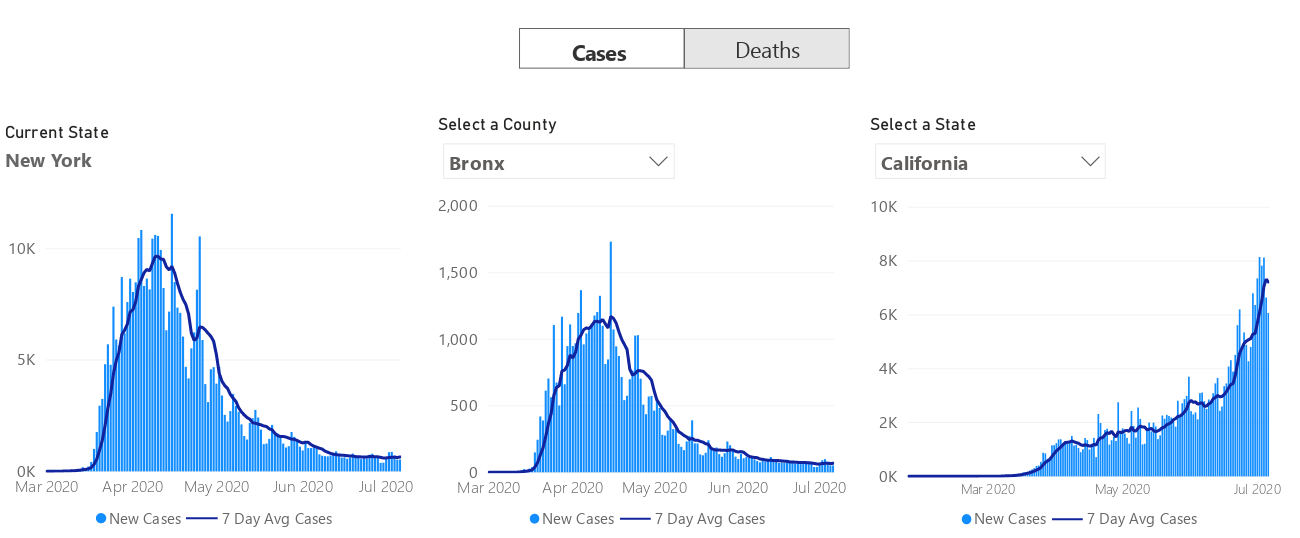 Cases Deaths
Current State
New York
10K
5K
0K
Mar 2020 Apr 2020 May 2020 Jun 2020 Jul 2020
New Cases 7 Day Avg Cases
Select a County
Bronx
2,000
1,500
1,000
500
0
Mar 2020 Apr 2020 May 2020 Jun 2020 Jul 2020
New Cases 7 Day Avg Cases
Select a State
California
10K
8K
6K
4K
2K
0K
Mar 2020 May 2020 Jul 2020
New Cases 7 Day Avg Cases